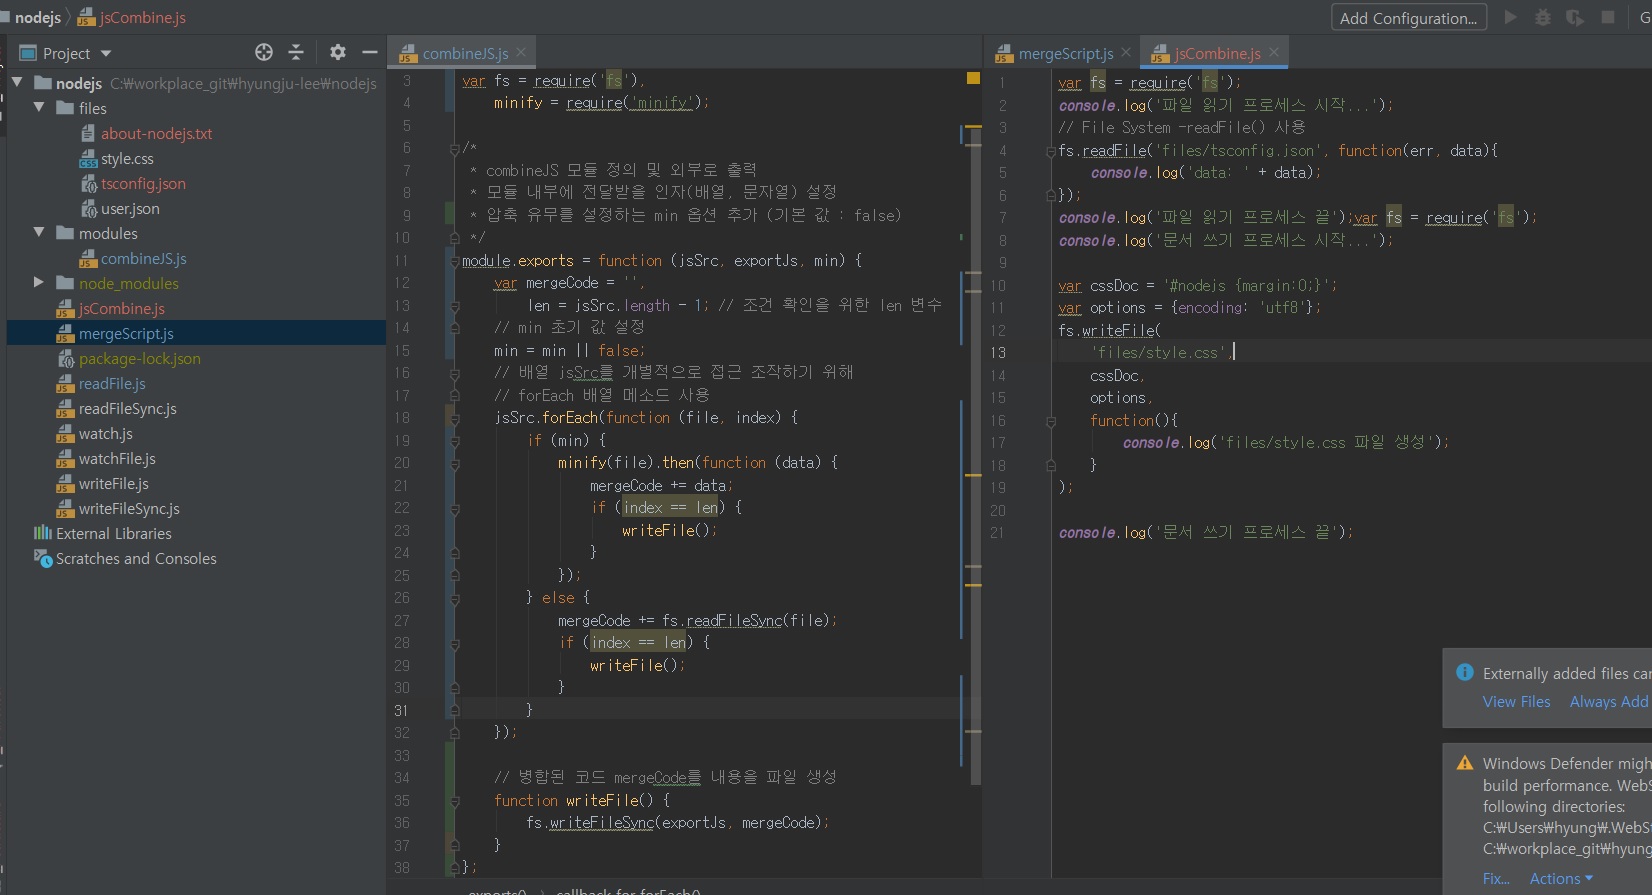 nodejs jsCombine.js
Add Configuration...
G
Project
nodejs C:₩workplace_git₩hyungju-lee₩nodejs
files
about-nodejs.txt
style.css
tsconfig.json
user.json
modules
combineJS.js
node_modules
jsCombine.js
mergeScript.js
package-lock.json
readFile.js
readFileSync.js
watch.js
watchFile.js
writeFile.js
writeFileSync.js
External Libraries
Scratches and Consoles
combineJS.js
3 var fs = require('fs'),
4 minify = require('minify');
5
6 /*
7 * combineJS 모듈 정의 및 외부로 출력
8 * 모듈 내부에 전달받을 인자(배열, 문자열) 설정
9 * 압축 유무를 설정하는 min 옵션 추가 (기본 값 : false)
10 */
11 module.exports = function (jsSrc, exportJs, min) {
12 var mergeCode = '',
13 len = jsSrc.length - 1; // 조건 확인을 위한 len 변수
14 // min 초기 값 설정
15 min = min || false;
16 // 배열 jsSrc를 개별적으로 접근 조작하기 위해
17 // forEach 배열 메소드 사용
18 jsSrc.forEach(function (file, index) {
19 if (min) {
20 minify(file).then(function (data) {
21 mergeCode += data;
22 if (index == len) {
23 writeFile();
24 }
25 });
26 } else {
27 mergeCode += fs.readFileSync(file);
28 if (index == len) {
29 writeFile();
30 }
31 }
32 });
33
34 // 병합된 코드 mergeCode를 내용을 파일 생성
35 function writeFile() {
36 fs.writeFileSync(exportJs, mergeCode);
37 }
38 };
mergeScript.js jsCombine.js
1 var fs = require('fs');
2 console.log('파일 읽기 프로세스 시작...');
3 // File System -readFile() 사용
4 fs.readFile('files/tsconfig.json', function(err, data){
5 console.log('data: ' + data);
6 });
7 console.log('파일 읽기 프로세스 끝');var fs = require('fs');
8 console.log('문서 쓰기 프로세스 시작...');
9
10 var cssDoc = '#nodejs {margin:0;}';
11 var options = {encoding: 'utf8'};
12 fs.writeFile(
13 'files/style.css',
14 cssDoc,
15 options,
16 function(){
17 console.log('files/style.css 파일 생성');
18 }
19 );
20
21 console.log('문서 쓰기 프로세스 끝');
Externally added files car
View Files Always Add
Windows Defender migh
build performance. WebS
following directories:
C:₩Users₩hyung₩.WebSt
C:₩workplace_git₩hyung
Fix... Actions
exports() callback for forEach()